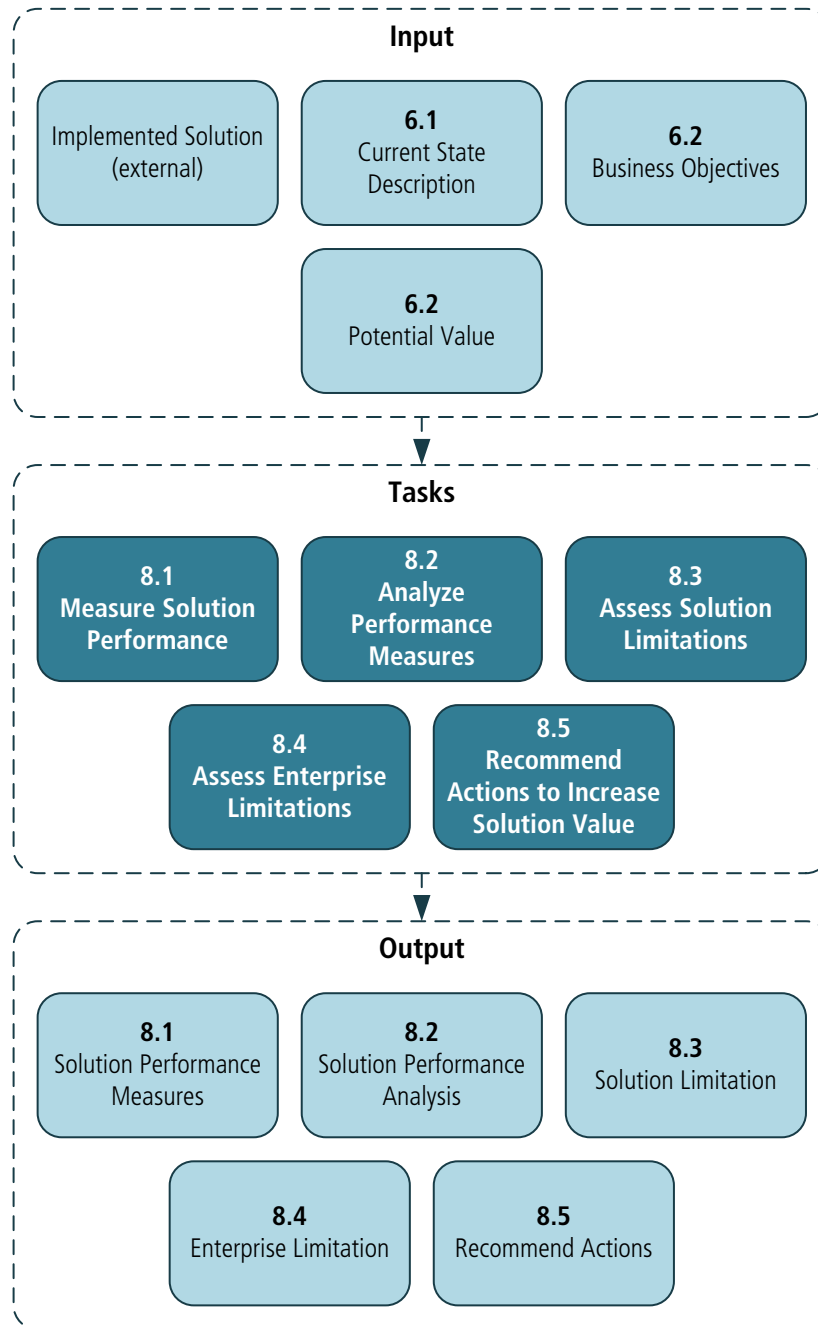 Input
Implemented Solution
(external)
6.1
Current State
Description
6.2
Business Objectives
6.2
Potential Value
Tasks
8.1
Measure Solution
Performance
8.2
Analyze
Performance
Measures
8.3
Assess Solution
Limitations
8.4
Assess Enterprise
Limitations
8.5
Recommend
Actions to Increase
Solution Value
Output
8.1
Solution Performance
Measures
8.2
Solution Performance
Analysis
8.3
Solution Limitation
8.4
Enterprise Limitation
8.5
Recommend Actions